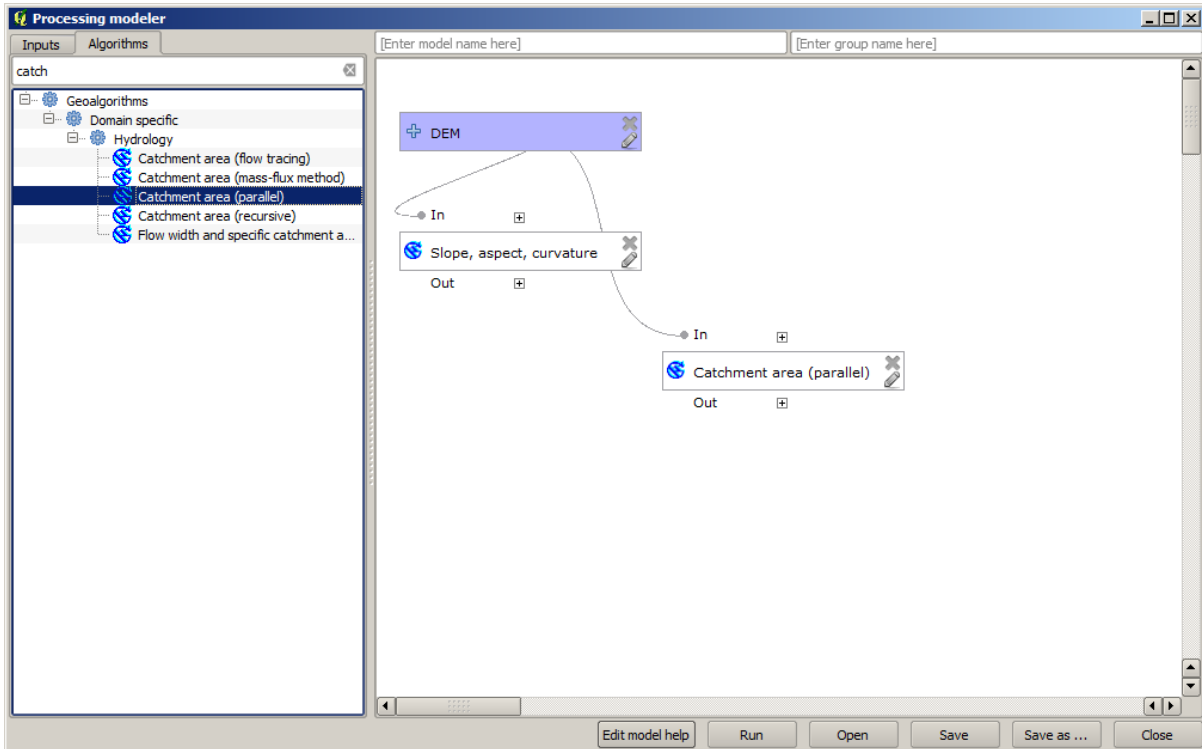 Processing modeler
Inputs
Algorithms
[Enter model name here]
[Enter group name here]
catch
Geoalgorithms
Domain specific
Hydrology
Catchment area (flow tracing)
Catchment area (mass-flux method)
Catchment area (parallel)
Catchment area (recursive)
Flow width and specific catchment a...
DEM
In
Slope, aspect, curvature
Out
In
Catchment area (parallel)
Out
Edit model help
Run
Open
Save
Save as ...
Close